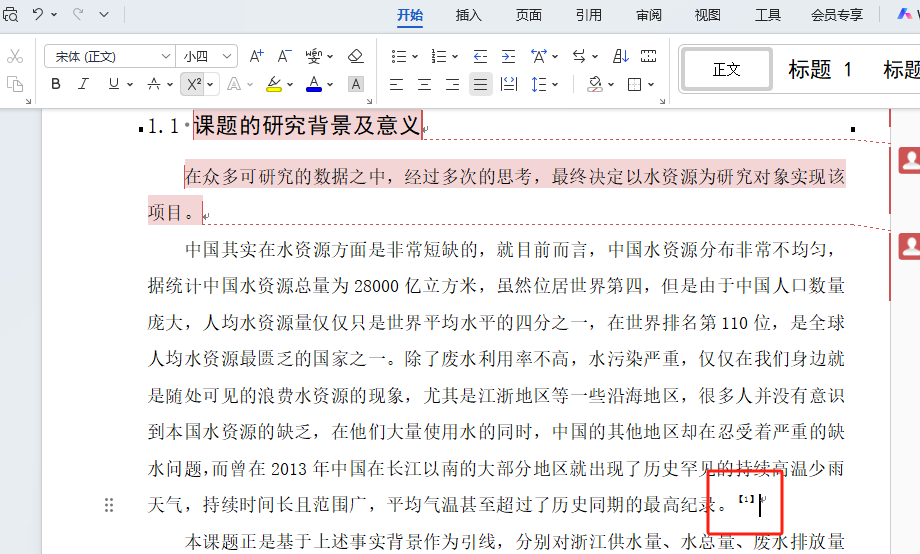 开始 插入 页面 引用 审阅 视图 工具 会员专享
宋体 (正文) 小四 A+ A- wén
B I U A X² A A A
正文 标题 1 标题
1.1 课题的研究背景及意义
在众多可研究的数据之中，经过多次的思考，最终决定以水资源为研究对象实现该
项目。
中国其实在水资源方面是非常短缺的，就目前而言，中国水资源分布非常不均匀，
据统计中国水资源总量为 28000 亿立方米，虽然位居世界第四，但是由于中国人口数量
庞大，人均水资源量仅仅只是世界平均水平的四分之一，在世界排名第 110 位，是全球
人均水资源最匮乏的国家之一。除了废水利用率不高，水污染严重，仅仅在我们身边就
是随处可见的浪费水资源的现象，尤其是江浙地区等一些沿海地区，很多人并没有意识
到本国水资源的缺乏，在他们大量使用水的同时，中国的其他地区却在忍受着严重的缺
水问题，而曾在 2013 年中国在长江以南的大部分地区就出现了历史罕见的持续高温少雨
天气，持续时间长且范围广，平均气温甚至超过了历史同期的最高纪录。【1】
本课题正是基于上述事实背景作为引线，分别对浙江供水量、水总量、废水排放量